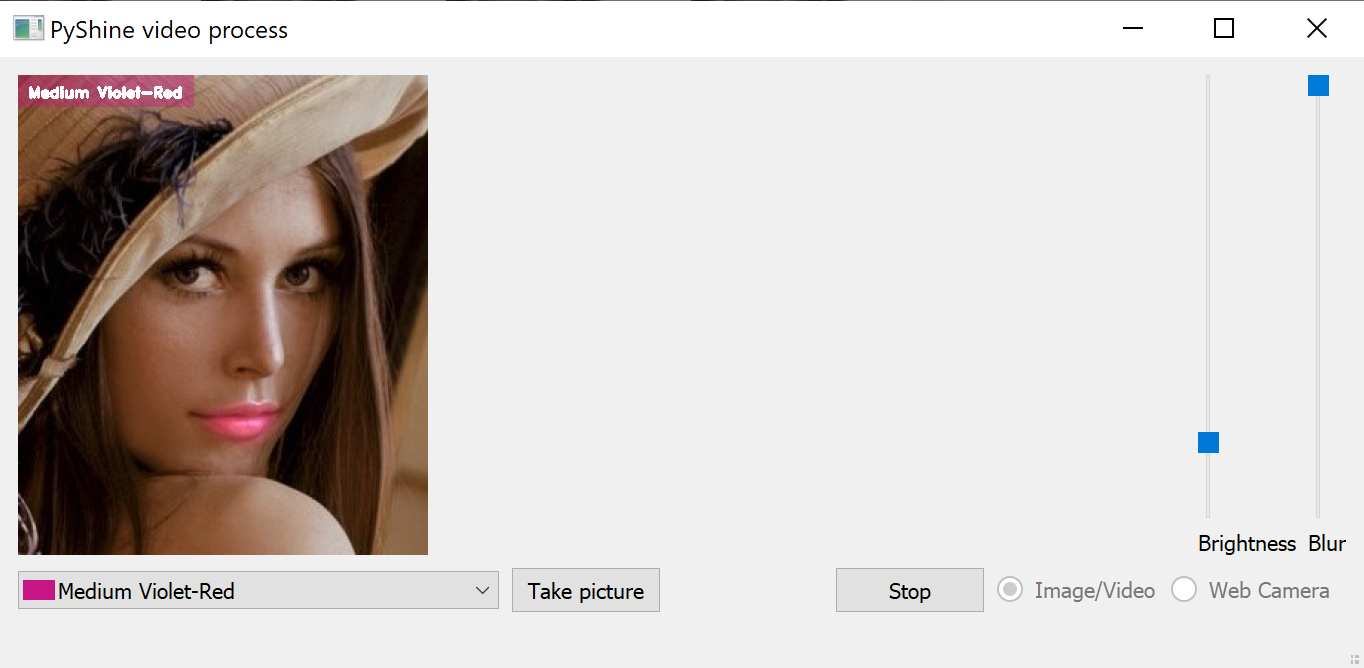 PyShine video process
Medium Violet-Red
Brightness Blur
Medium Violet-Red
Take picture
Stop
Image/Video
Web Camera